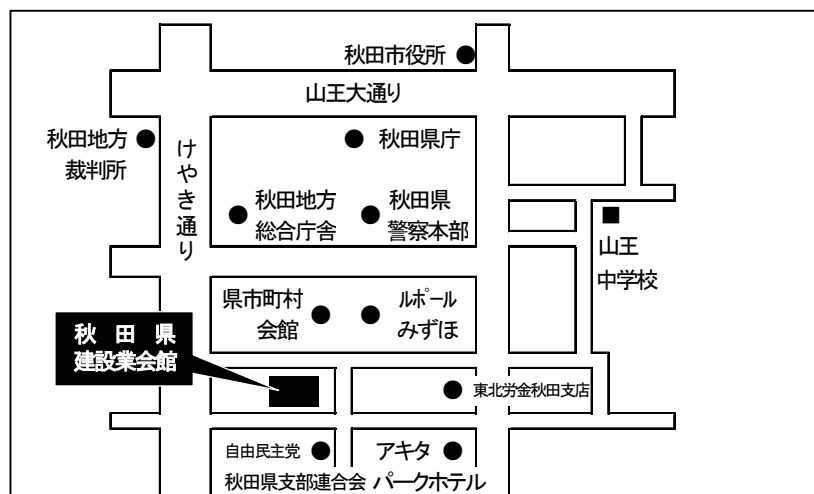 秋田市役所
山王大通り
秋田地方
裁判所
けやき通り
秋田県庁
秋田地方
総合庁舎
秋田県
警察本部
山王
中学校
県市町村
会館
ルポール
みずほ
秋田県
建設業会館
東北労金秋田支店
自由民主党
秋田県支部連合会
アキタ
パークホテル